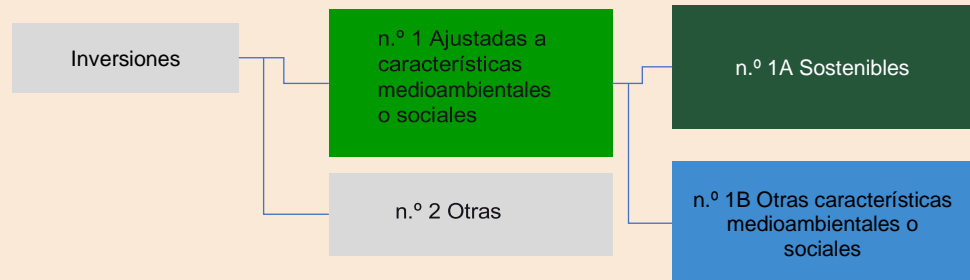 Inversiones
n.º 1 Ajustadas a
características
medioambientales
o sociales
n.º 2 Otras
n.º 1A Sostenibles
n.º 1B Otras características
medioambientales o
sociales